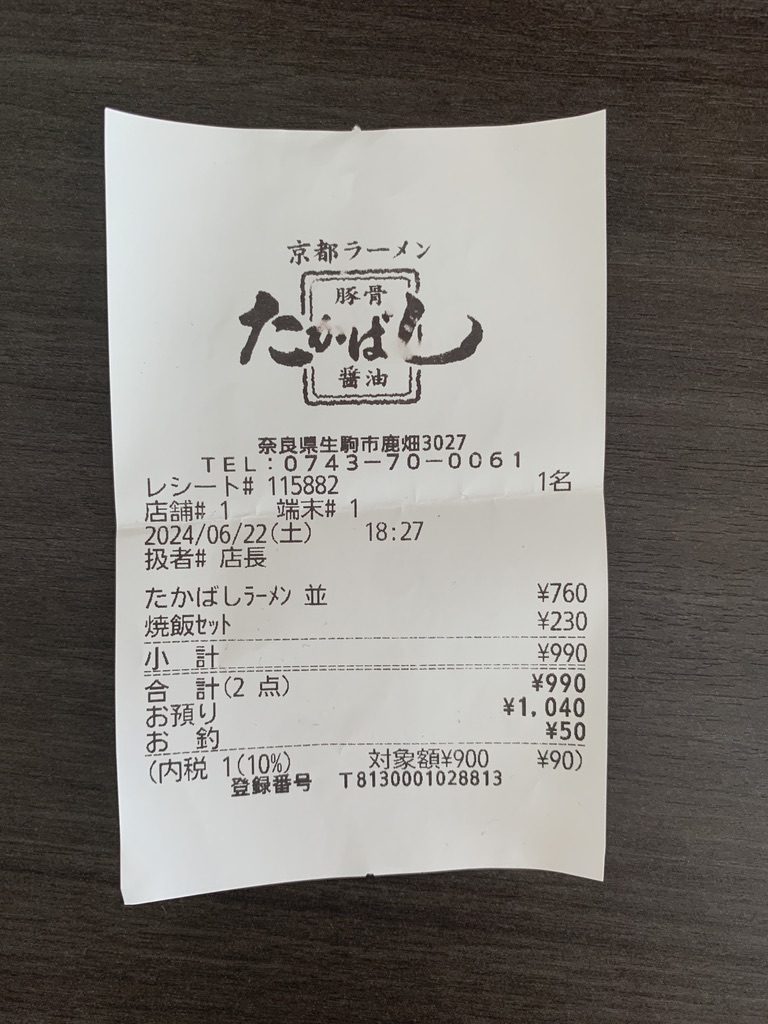 京都ラーメン
豚骨
たかばし
醤油
奈良県生駒市鹿畑3027
TEL:0743-70-0061
レシート# 115882 1名
店舗# 1 端末# 1
2024/06/22(土) 18:27
扱者# 店長
たかばしラーメン 並 ¥760
焼飯セット ¥230
小 計 ¥990
合 計(2 点) ¥990
お預り ¥1,040
お 釣 ¥50
(内税 1(10%) 対象額¥900 ¥90)
登録番号 T8130001028813